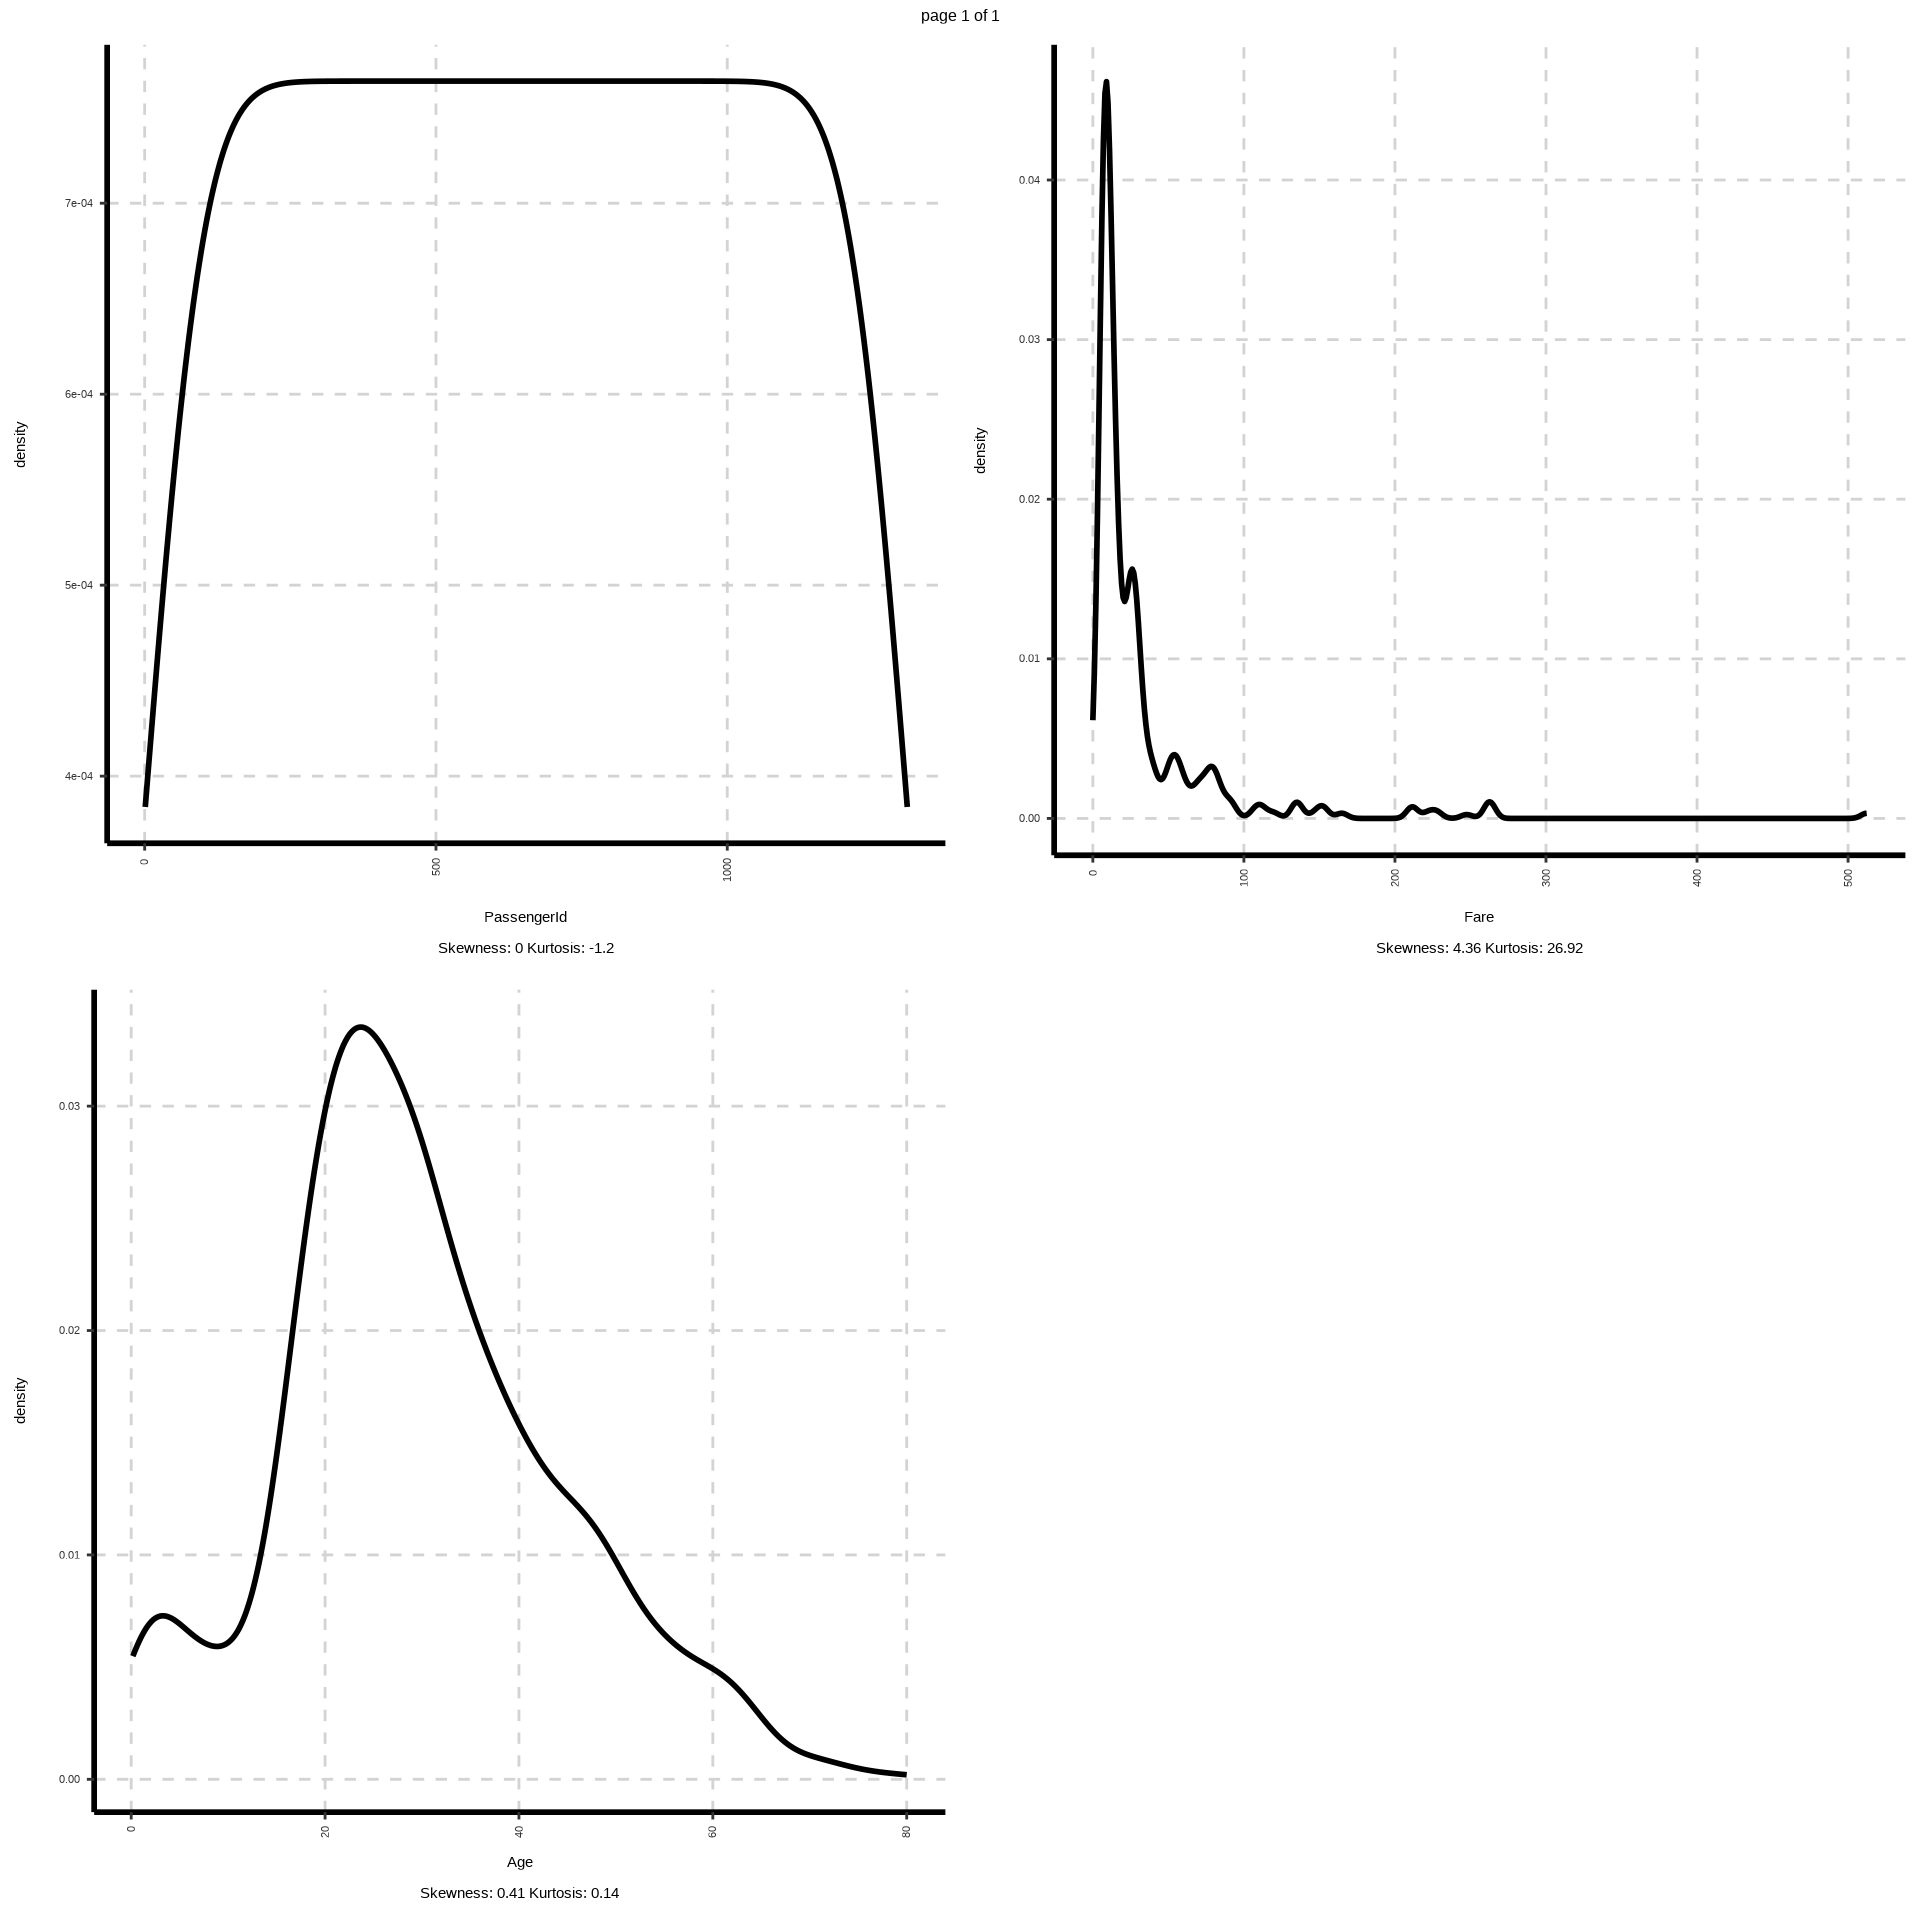 page 1 of 1
density
7e-04
6e-04
5e-04
4e-04
0
500
1000
PassengerId
Skewness: 0 Kurtosis: -1.2
density
0.04
0.03
0.02
0.01
0.00
0
100
200
300
400
500
Fare
Skewness: 4.36 Kurtosis: 26.92
density
0.03
0.02
0.01
0.00
0
20
40
60
80
Age
Skewness: 0.41 Kurtosis: 0.14